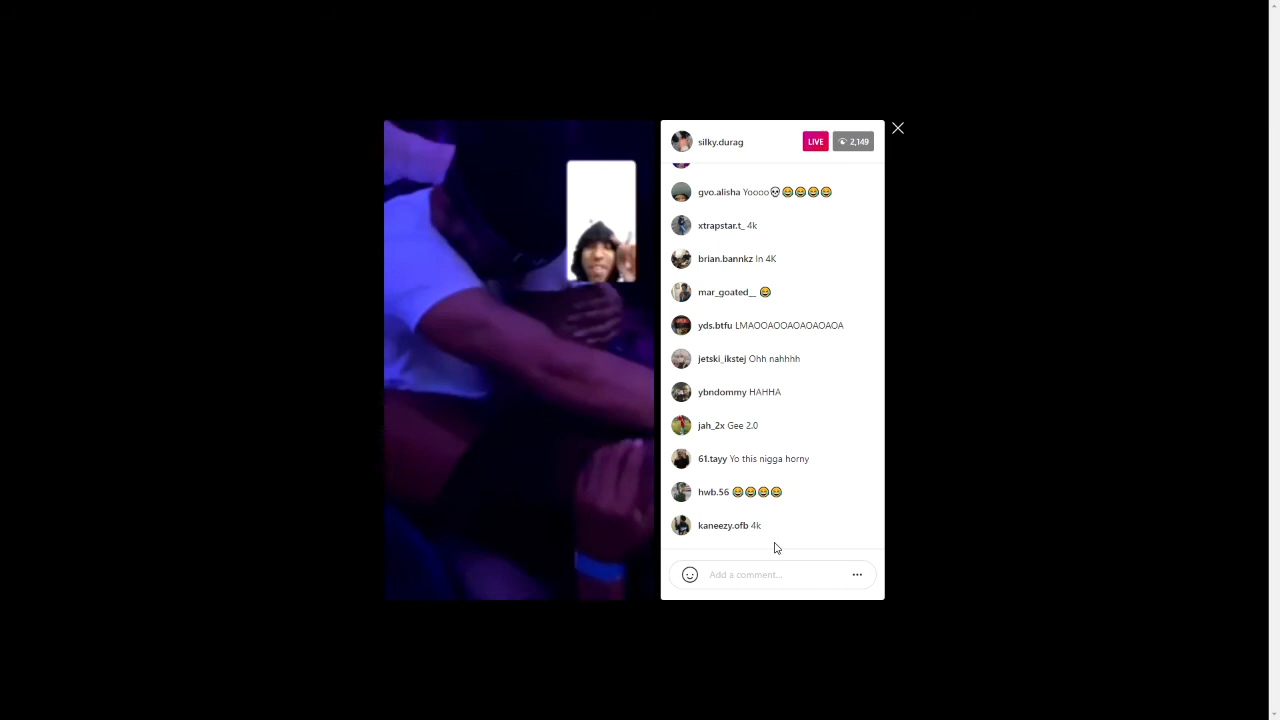 silky.durag LIVE 2,149
gvo.alisha Yoooo💀😂😂😂😂
xtrapstar.t_ 4k
brian.bannkz In 4K
mar_goated__ 😂
yds.btfu LMAOOAOOAOAOAOAOA
jetski_ikstej Ohh nahhhh
ybndommy HAHHA
jah_2x Gee 2.0
61.tayy Yo this nigga horny
hwb.56 😂😂😂😂
kaneezy.ofb 4k
Add a comment...